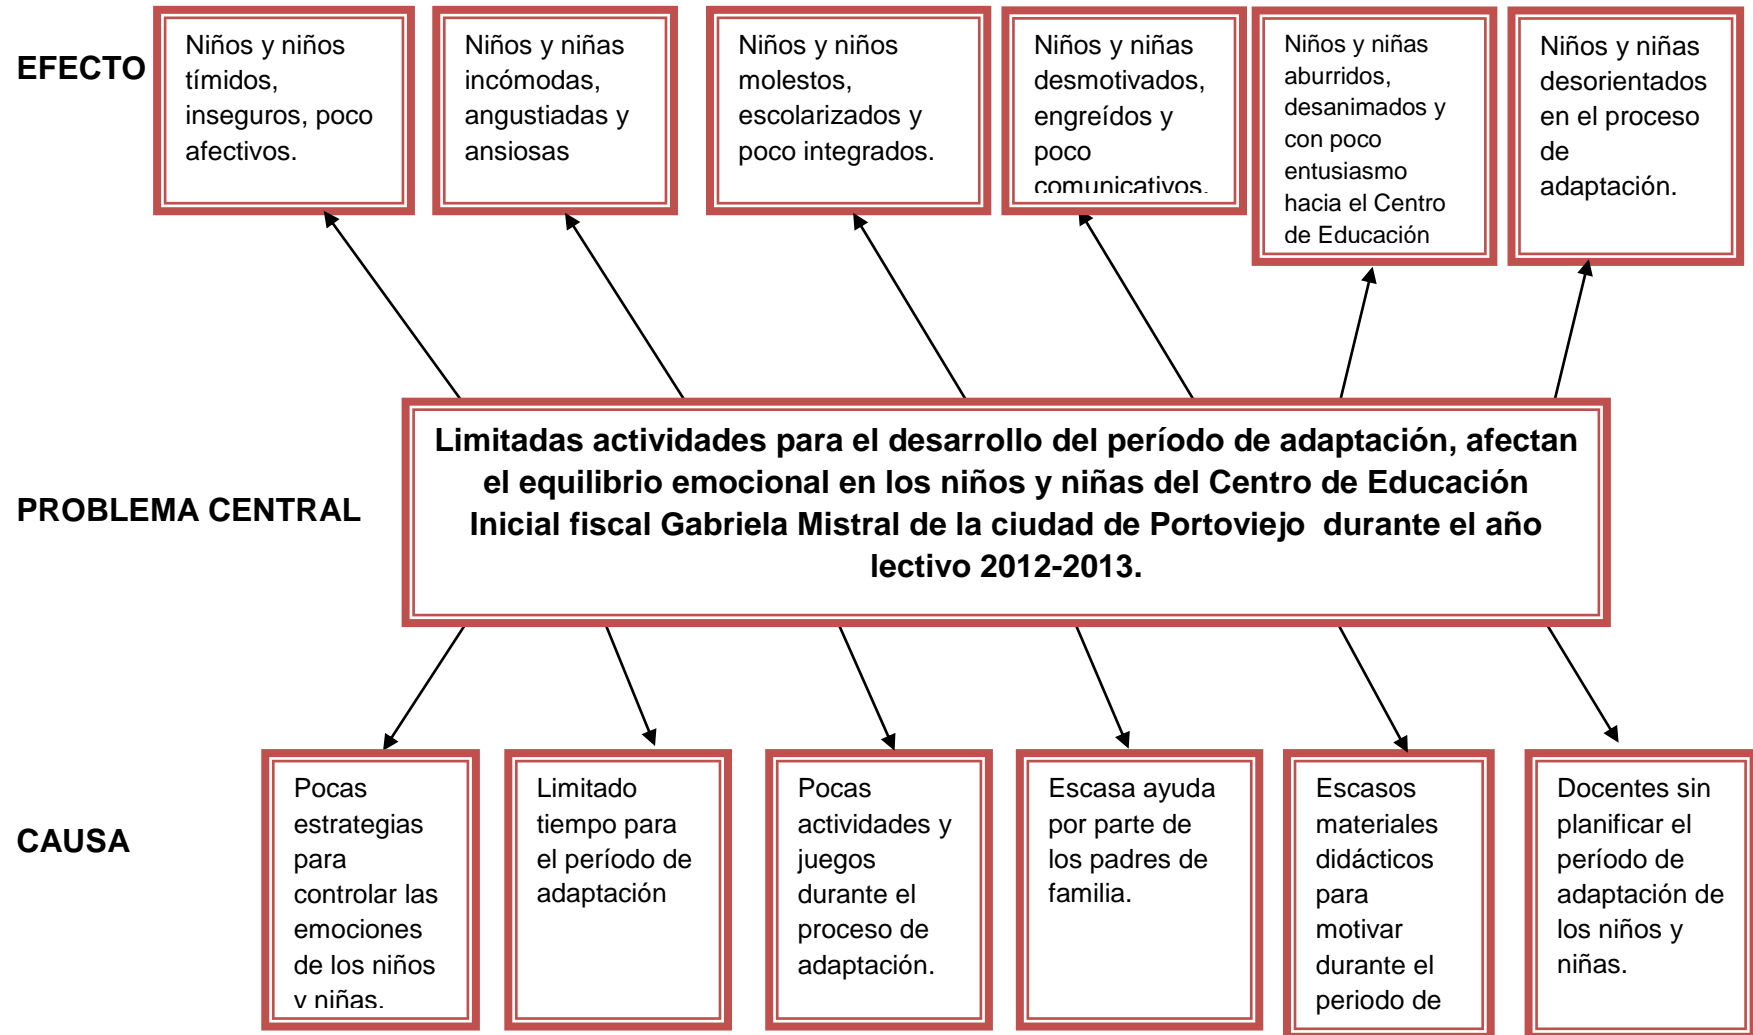 EFECTO
Niños y niños
tímidos,
inseguros, poco
afectivos.
Niños y niñas
incómodas,
angustiadas y
ansiosas
Niños y niños
molestos,
escolarizados y
poco integrados.
Niños y niñas
desmotivados,
engreídos y
poco
comunicativos.
Niños y niñas
aburridos,
desanimados y
con poco
entusiasmo
hacia el Centro
de Educación
Niños y niñas
desorientados
en el proceso
de
adaptación.
PROBLEMA CENTRAL
Limitadas actividades para el desarrollo del período de adaptación, afectan
el equilibrio emocional en los niños y niñas del Centro de Educación
Inicial fiscal Gabriela Mistral de la ciudad de Portoviejo durante el año
lectivo 2012-2013.
CAUSA
Pocas
estrategias
para
controlar las
emociones
de los niños
y niñas.
Limitado
tiempo para
el período de
adaptación
Pocas
actividades y
juegos
durante el
proceso de
adaptación.
Escasa ayuda
por parte de
los padres de
familia.
Escasos
materiales
didácticos
para
motivar
durante el
periodo de
Docentes sin
planificar el
período de
adaptación de
los niños y
niñas.